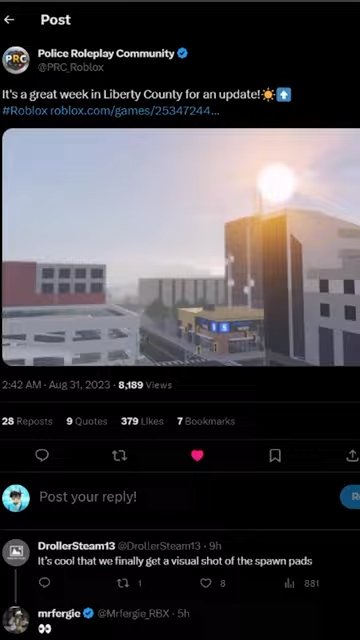 Post
Police Roleplay Community
@PRC_Roblox
PRC
It's a great week in Liberty County for an update!☀️⬆️
#Roblox roblox.com/games/25347244...
2:42 AM · Aug 31, 2023 · 8,189 Views
28 Reposts 9 Quotes 379 Likes 7 Bookmarks
Post your reply!
DrollerSteam13 @DrollerSteam13 · 9h
It's cool that we finally get a visual shot of the spawn pads
1 8 881
mrfergie @Mrfergie_RBX · 5h
👀